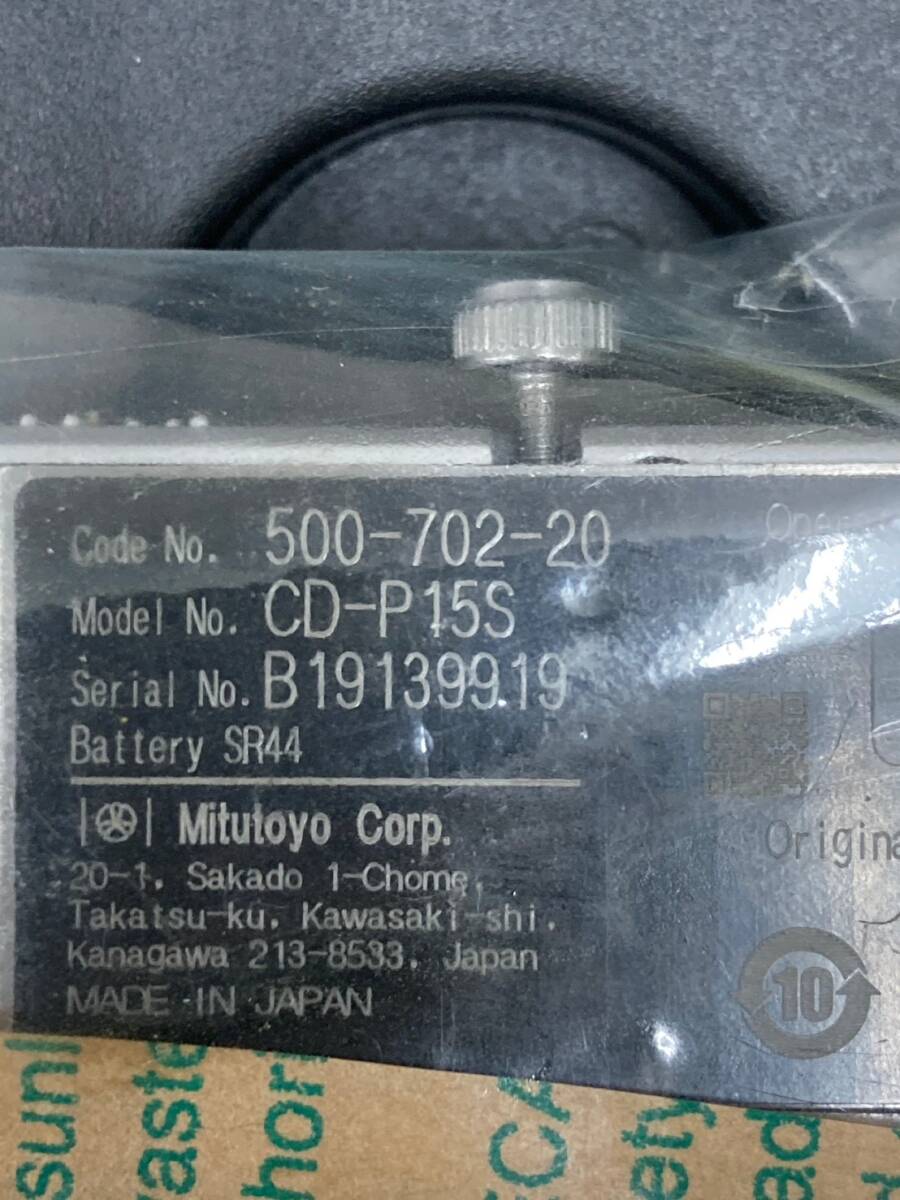 Code No. 500-702-20
Model No. CD-P15S
Serial No. B19139919
Battery SR44
Mitutoyo Corp.
20-1, Sakado 1-Chome,
Takatsu-ku, Kawasaki-shi,
Kanagawa 213-8533, Japan
MADE IN JAPAN
10